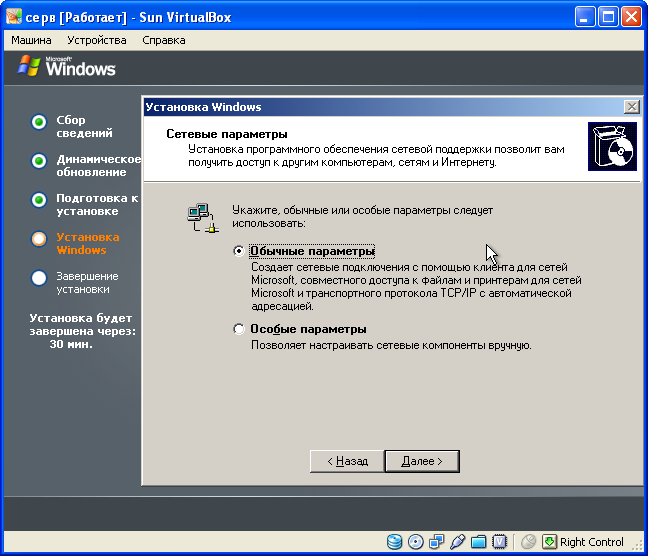 серв [Работает] - Sun VirtualBox
Машина Устройства Справка
Microsoft
Windows
Сбор
сведений
Динамическое
обновление
Подготовка к
установке
Установка
Windows
Завершение
установки
Установка будет
завершена через:
30 мин.
Установка Windows
Сетевые параметры
Установка программного обеспечения сетевой поддержки позволит вам
получить доступ к другим компьютерам, сетям и Интернету.
Укажите, обычные или особые параметры следует
использовать:
Обычные параметры
Создает сетевые подключения с помощью клиента для сетей
Microsoft, совместного доступа к файлам и принтерам для сетей
Microsoft и транспортного протокола TCP/IP с автоматической
адресацией.
Особые параметры
Позволяет настраивать сетевые компоненты вручную.
< Назад Далее >
Right Control